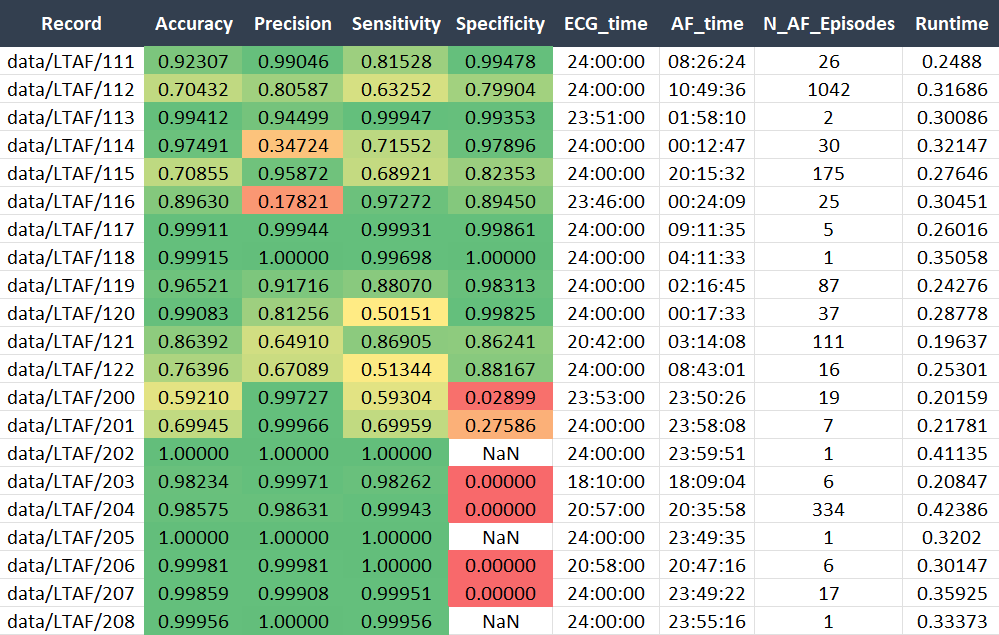 Record Accuracy Precision Sensitivity Specificity ECG_time AF_time N_AF_Episodes Runtime
data/LTAF/111 0.92307 0.99046 0.81528 0.99478 24:00:00 08:26:24 26 0.2488
data/LTAF/112 0.70432 0.80587 0.63252 0.79904 24:00:00 10:49:36 1042 0.31686
data/LTAF/113 0.99412 0.94499 0.99947 0.99353 23:51:00 01:58:10 2 0.30086
data/LTAF/114 0.97491 0.34724 0.71552 0.97896 24:00:00 00:12:47 30 0.32147
data/LTAF/115 0.70855 0.95872 0.68921 0.82353 24:00:00 20:15:32 175 0.27646
data/LTAF/116 0.89630 0.17821 0.97272 0.89450 23:46:00 00:24:09 25 0.30451
data/LTAF/117 0.99911 0.99944 0.99931 0.99861 24:00:00 09:11:35 5 0.26016
data/LTAF/118 0.99915 1.00000 0.99698 1.00000 24:00:00 04:11:33 1 0.35058
data/LTAF/119 0.96521 0.91716 0.88070 0.98313 24:00:00 02:16:45 87 0.24276
data/LTAF/120 0.99083 0.81256 0.50151 0.99825 24:00:00 00:17:33 37 0.28778
data/LTAF/121 0.86392 0.64910 0.86905 0.86241 20:42:00 03:14:08 111 0.19637
data/LTAF/122 0.76396 0.67089 0.51344 0.88167 24:00:00 08:43:01 16 0.25301
data/LTAF/200 0.59210 0.99727 0.59304 0.02899 23:53:00 23:50:26 19 0.20159
data/LTAF/201 0.69945 0.99966 0.69959 0.27586 24:00:00 23:58:08 7 0.21781
data/LTAF/202 1.00000 1.00000 1.00000 NaN 24:00:00 23:59:51 1 0.41135
data/LTAF/203 0.98234 0.99971 0.98262 0.00000 18:10:00 18:09:04 6 0.20847
data/LTAF/204 0.98575 0.98631 0.99943 0.00000 20:57:00 20:35:58 334 0.42386
data/LTAF/205 1.00000 1.00000 1.00000 NaN 24:00:00 23:49:35 1 0.3202
data/LTAF/206 0.99981 0.99981 1.00000 0.00000 20:58:00 20:47:16 6 0.30147
data/LTAF/207 0.99859 0.99908 0.99951 0.00000 24:00:00 23:49:22 17 0.35925
data/LTAF/208 0.99956 1.00000 0.99956 NaN 24:00:00 23:55:16 1 0.33373